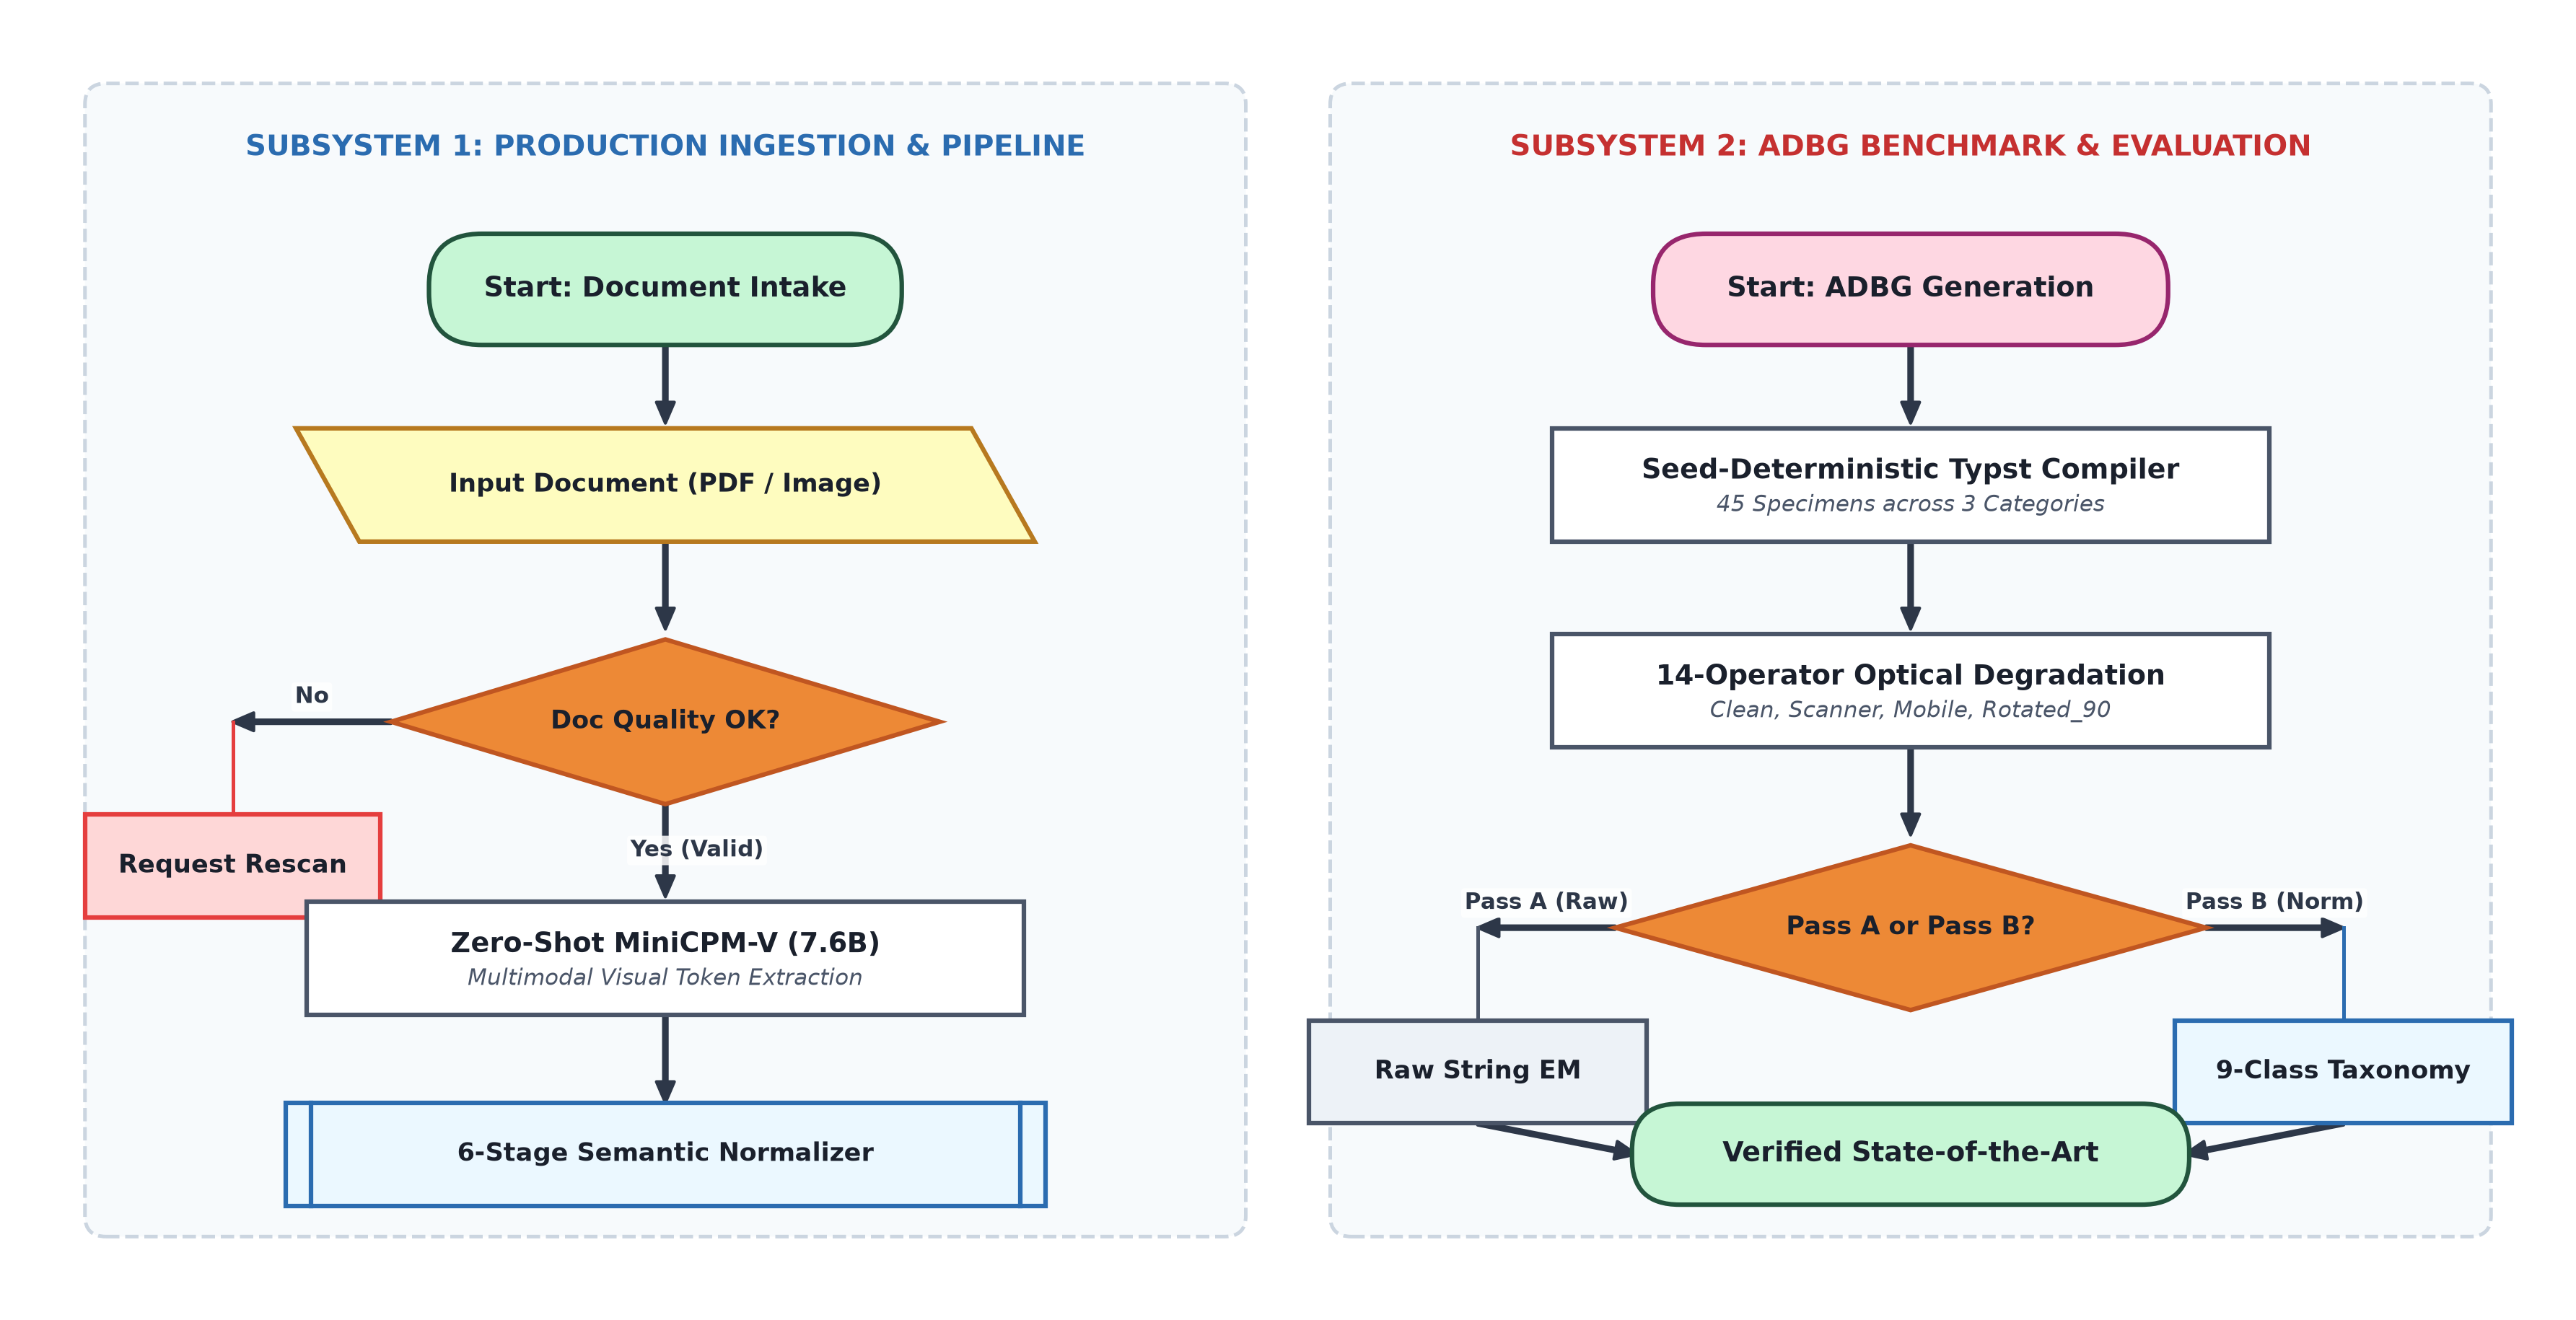 SUBSYSTEM 1: PRODUCTION INGESTION & PIPELINE
Start: Document Intake
Input Document (PDF / Image)
Doc Quality OK?
No
Request Rescan
Yes (Valid)
Zero-Shot MiniCPM-V (7.6B)
Multimodal Visual Token Extraction
6-Stage Semantic Normalizer
SUBSYSTEM 2: ADBG BENCHMARK & EVALUATION
Start: ADBG Generation
Seed-Deterministic Typst Compiler
45 Specimens across 3 Categories
14-Operator Optical Degradation
Clean, Scanner, Mobile, Rotated_90
Pass A or Pass B?
Pass A (Raw)
Pass B (Norm)
Raw String EM
9-Class Taxonomy
Verified State-of-the-Art